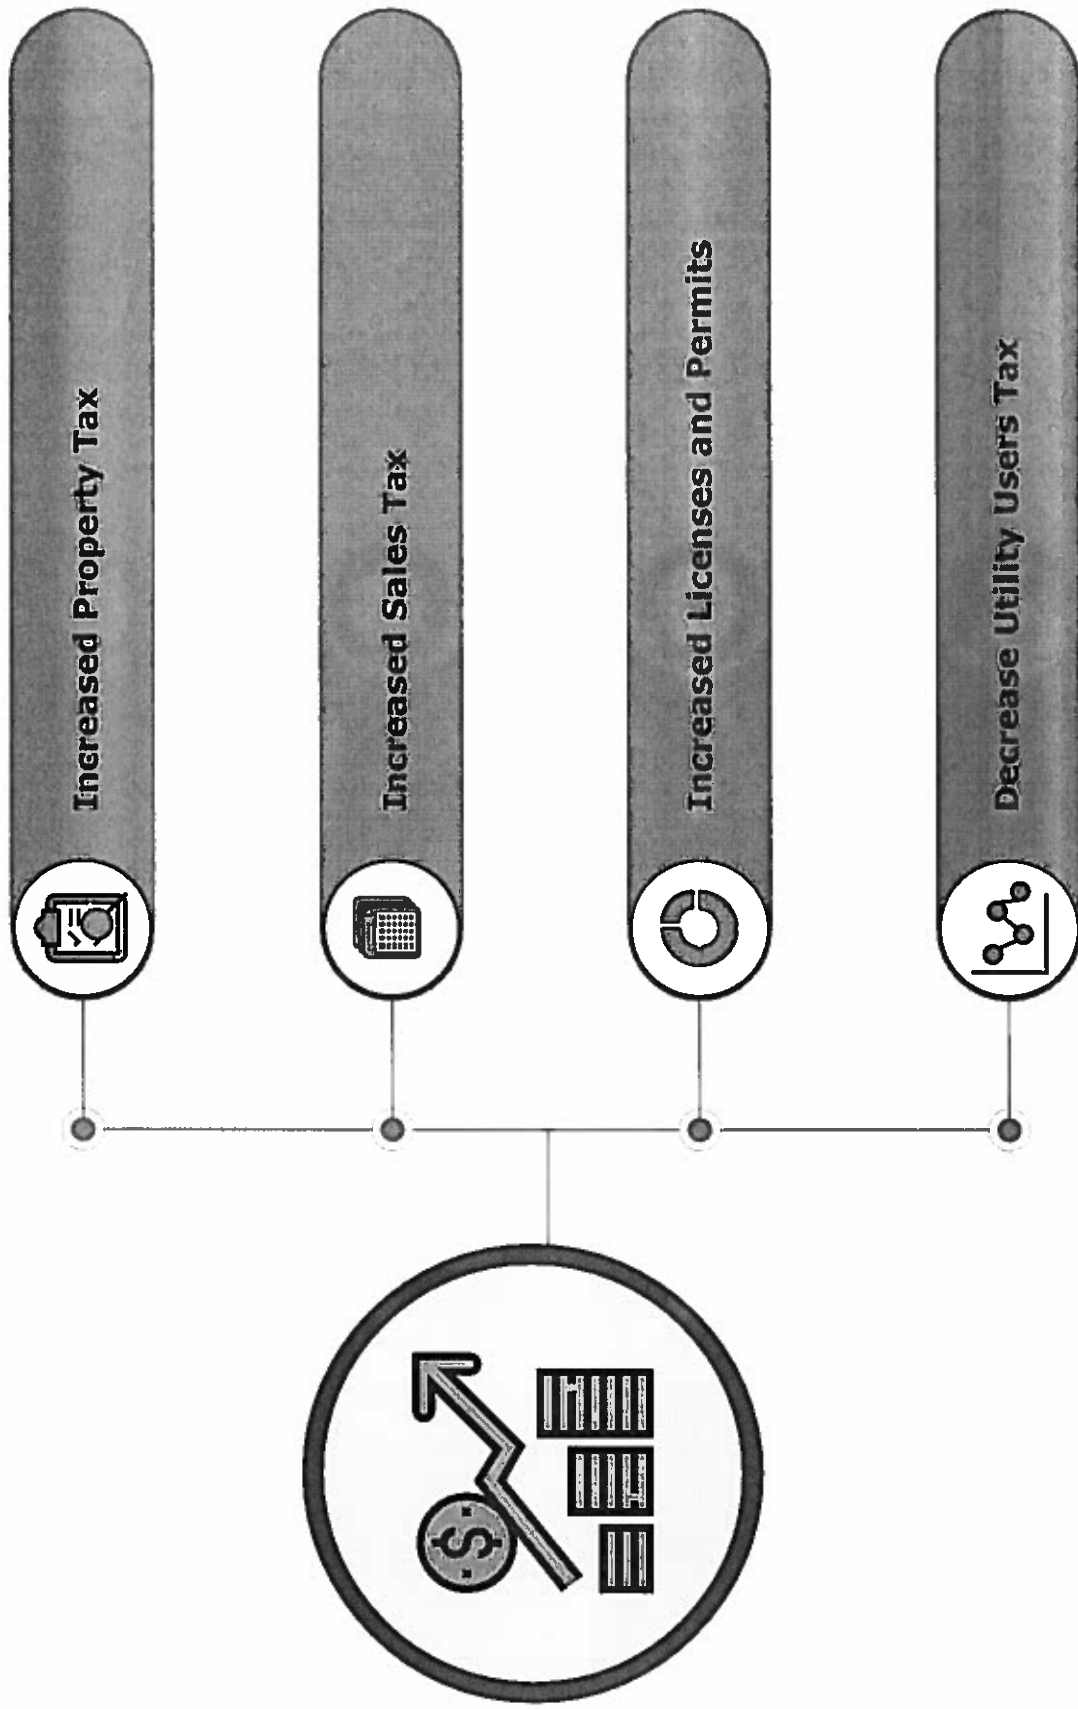 Increased Property Tax
Increased Sales Tax
Increased Licenses and Permits
Decrease Utility Users Tax
$